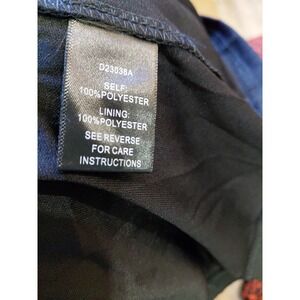 D23038A
SELF:
100%POLYESTER
LINING:
100%POLYESTER
SEE REVERSE
FOR CARE
INSTRUCTIONS